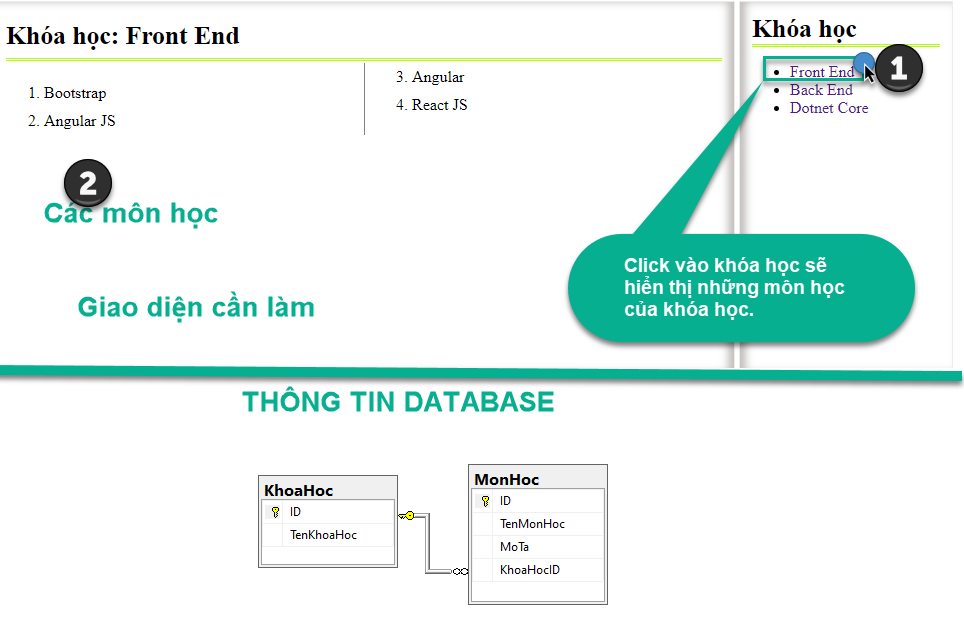 Khóa học: Front End
1. Bootstrap
2. Angular JS
3. Angular
4. React JS
2
Các môn học
Giao diện cần làm
Khóa học
Front End
1
Back End
Dotnet Core
Click vào khóa học sẽ
hiển thị những môn học
của khóa học.
THÔNG TIN DATABASE
KhoaHoc
ID
TenKhoaHoc
MonHoc
ID
TenMonHoc
MoTa
KhoaHocID